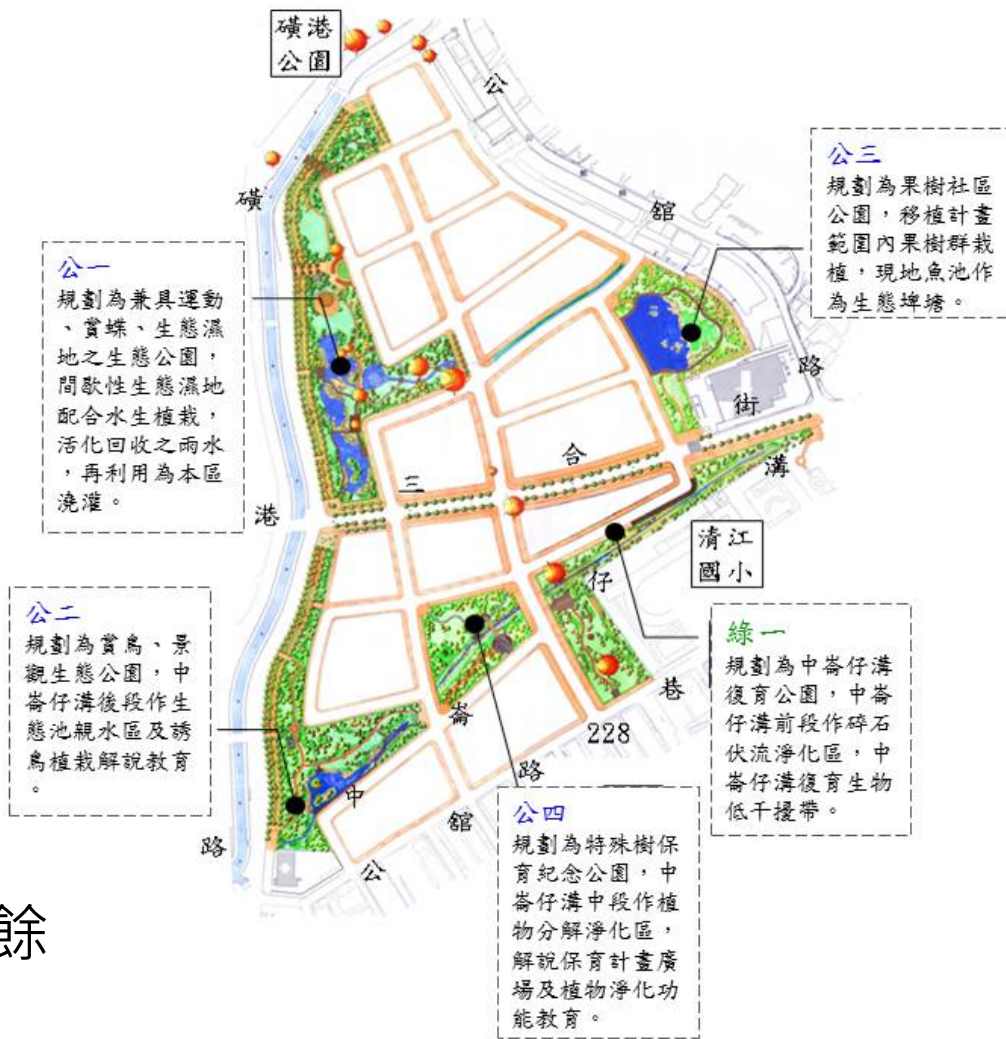 磺港
公園
公
舘
路
磺
港
路
公三
規劃為果樹社區
公園，移植計畫
範圍內果樹群栽
植，現地魚池作
為生態埤塘。
公一
規劃為兼具運動
、賞蝶、生態濕
地之生態公園，
間歇性生態濕地
配合水生植栽，
活化回收之雨水
，再利用為本區
澆灌。
三
合
街
溝
仔
崙
中
清江
國小
公二
規劃為賞鳥、景
觀生態公園，中
崙仔溝後段作生
態池親水區及誘
鳥植栽解說教育
。
綠一
規劃為中崙仔溝
復育公園，中崙
仔溝前段作碎石
伏流淨化區，中
崙仔溝復育生物
低干擾帶。
巷
228
路
舘
公
公四
規劃為特殊樹保
育紀念公園，中
崙仔溝中段作植
物分解淨化區，
解說保育計畫廣
場及植物淨化功
能教育。
餘